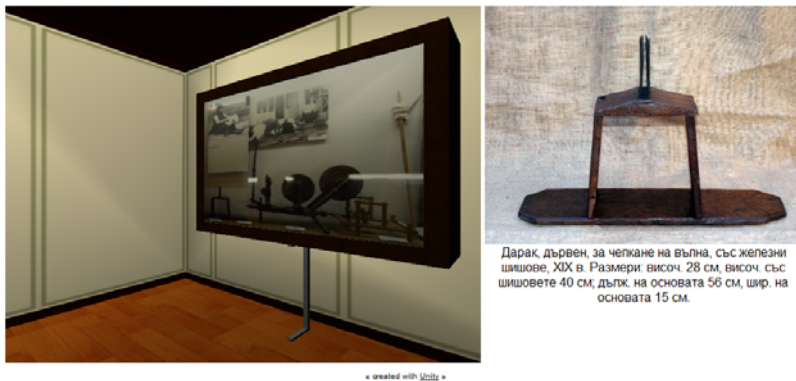 Дарак, дървен, за чепкане на вълна, със железни
шишове, XIX в. Размери: височ. 28 см, височ. със
шишовете 40 см; дълж. на основата 56 см, шир. на
основата 15 см.
« created with Unity »